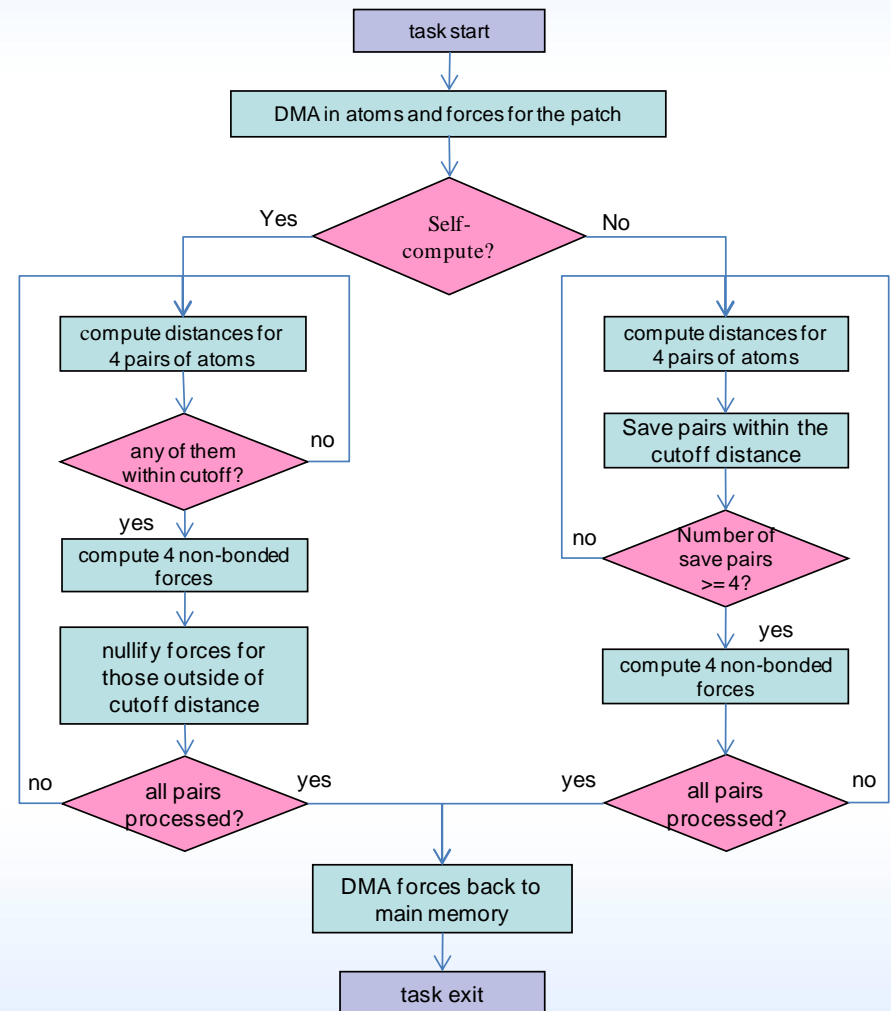 task start
DMA in atoms and forces for the patch
Self-
compute?
Yes
No
compute distances for
4 pairs of atoms
any of them
within cutoff?
no
yes
compute 4 non-bonded
forces
nullify forces for
those outside of
cutoff distance
all pairs
processed?
no
yes
compute distances for
4 pairs of atoms
Save pairs within the
cutoff distance
Number of
save pairs
>= 4?
no
yes
compute 4 non-bonded
forces
all pairs
processed?
yes
no
DMA forces back to
main memory
task exit